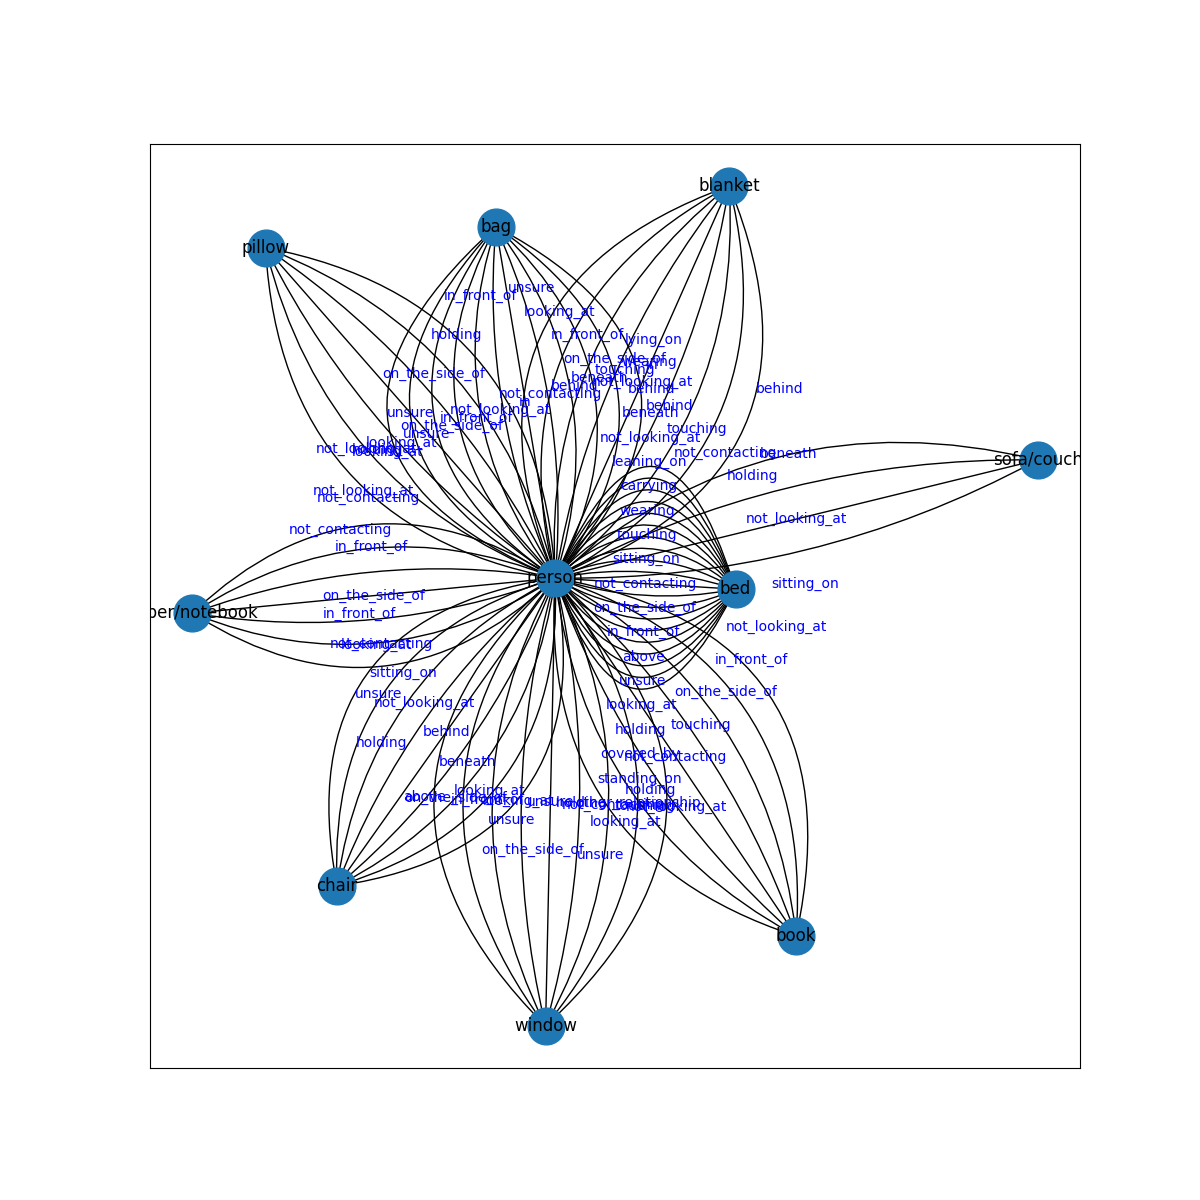 blanket
bag
pillow
unsure
in_front_of
looking_at
holding
in_front_of
lying_on
on_the_side_of
touching
on_the_side_of
beneath
not_looking_at
behind
behind
behind
not_contacting
in
behind
unsure
not_looking_at
beneath
in_front_of
on_the_side_of
touching
unsure
not_looking_at
looking_at
looking_at
not_contacting
beneath
sofa/couch
leaning_on
holding
carrying
not_looking_at
not_contacting
wearing
not_looking_at
not_contacting
touching
in_front_of
sitting_on
person
not_contacting
sitting_on
bed
on_the_side_of
on_the_side_of
per/notebook
in_front_of
not_looking_at
in_front_of
not_contacting
looking_at
above
in_front_of
sitting_on
unsure
unsure
on_the_side_of
not_looking_at
looking_at
touching
behind
holding
holding
covered_by
not_contacting
beneath
standing_on
looking_at
holding
above
not_looking_at
unsure
looking_at
on_the_side_of
unsure
chair
book
window